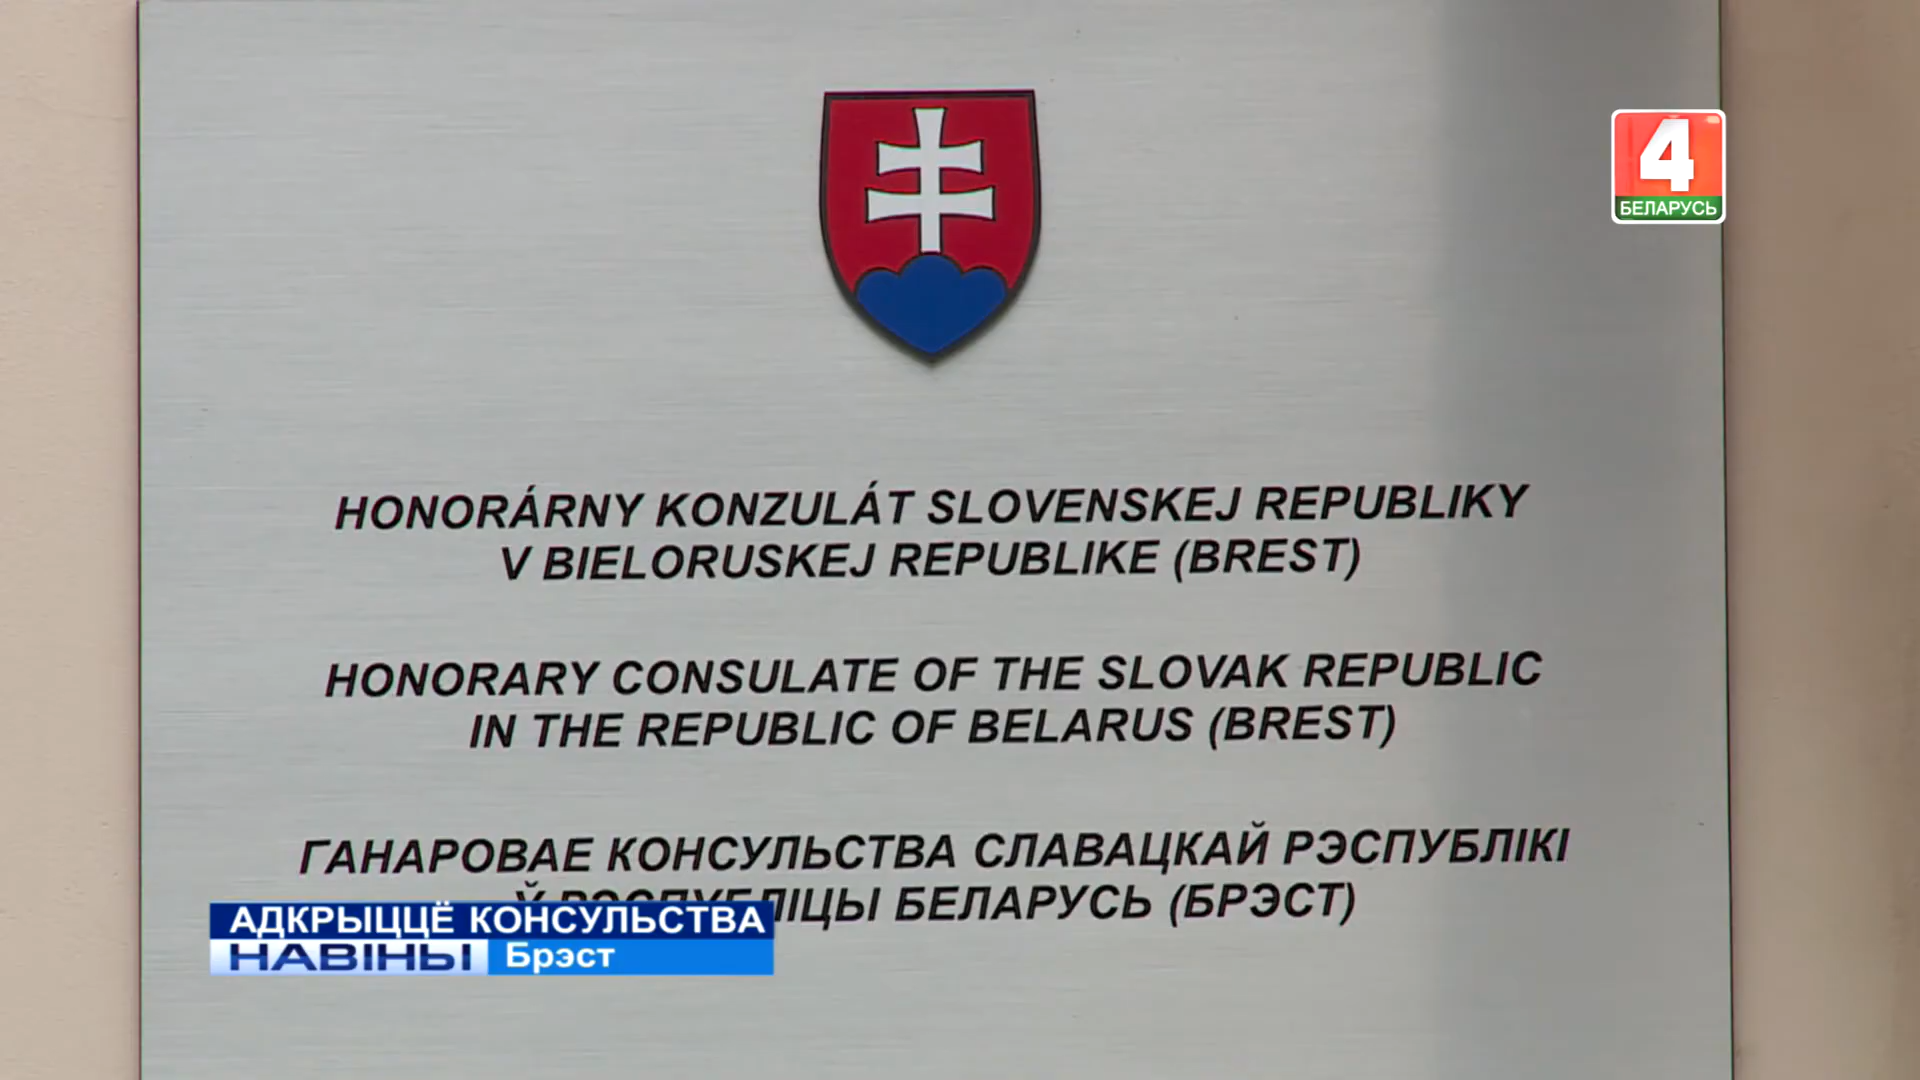 4
БЕЛАРУСЬ
HONORÁRNY KONZULÁT SLOVENSKEJ REPUBLIKY
V BIELORUSKEJ REPUBLIKE (BREST)
HONORARY CONSULATE OF THE SLOVAK REPUBLIC
IN THE REPUBLIC OF BELARUS (BREST)
ГАНАРОВАЕ КОНСУЛЬСТВА СЛАВАЦКАЙ РЭСПУБЛІКІ
Ў РЭСПУБЛІЦЫ БЕЛАРУСЬ (БРЭСТ)
АДКРЫЦЦЁ КОНСУЛЬСТВА
НАВІНЫ Брэст